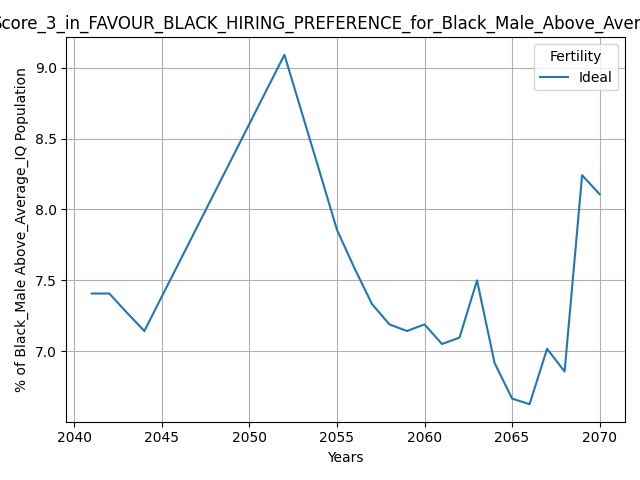 Score_3_in_FAVOUR_BLACK_HIRING_PREFERENCE_for_Black_Male_Above_Aver
Fertility
Ideal
9.0
8.5
8.0
7.5
7.0
% of Black_Male Above_Average_IQ Population
2040 2045 2050 2055 2060 2065 2070
Years